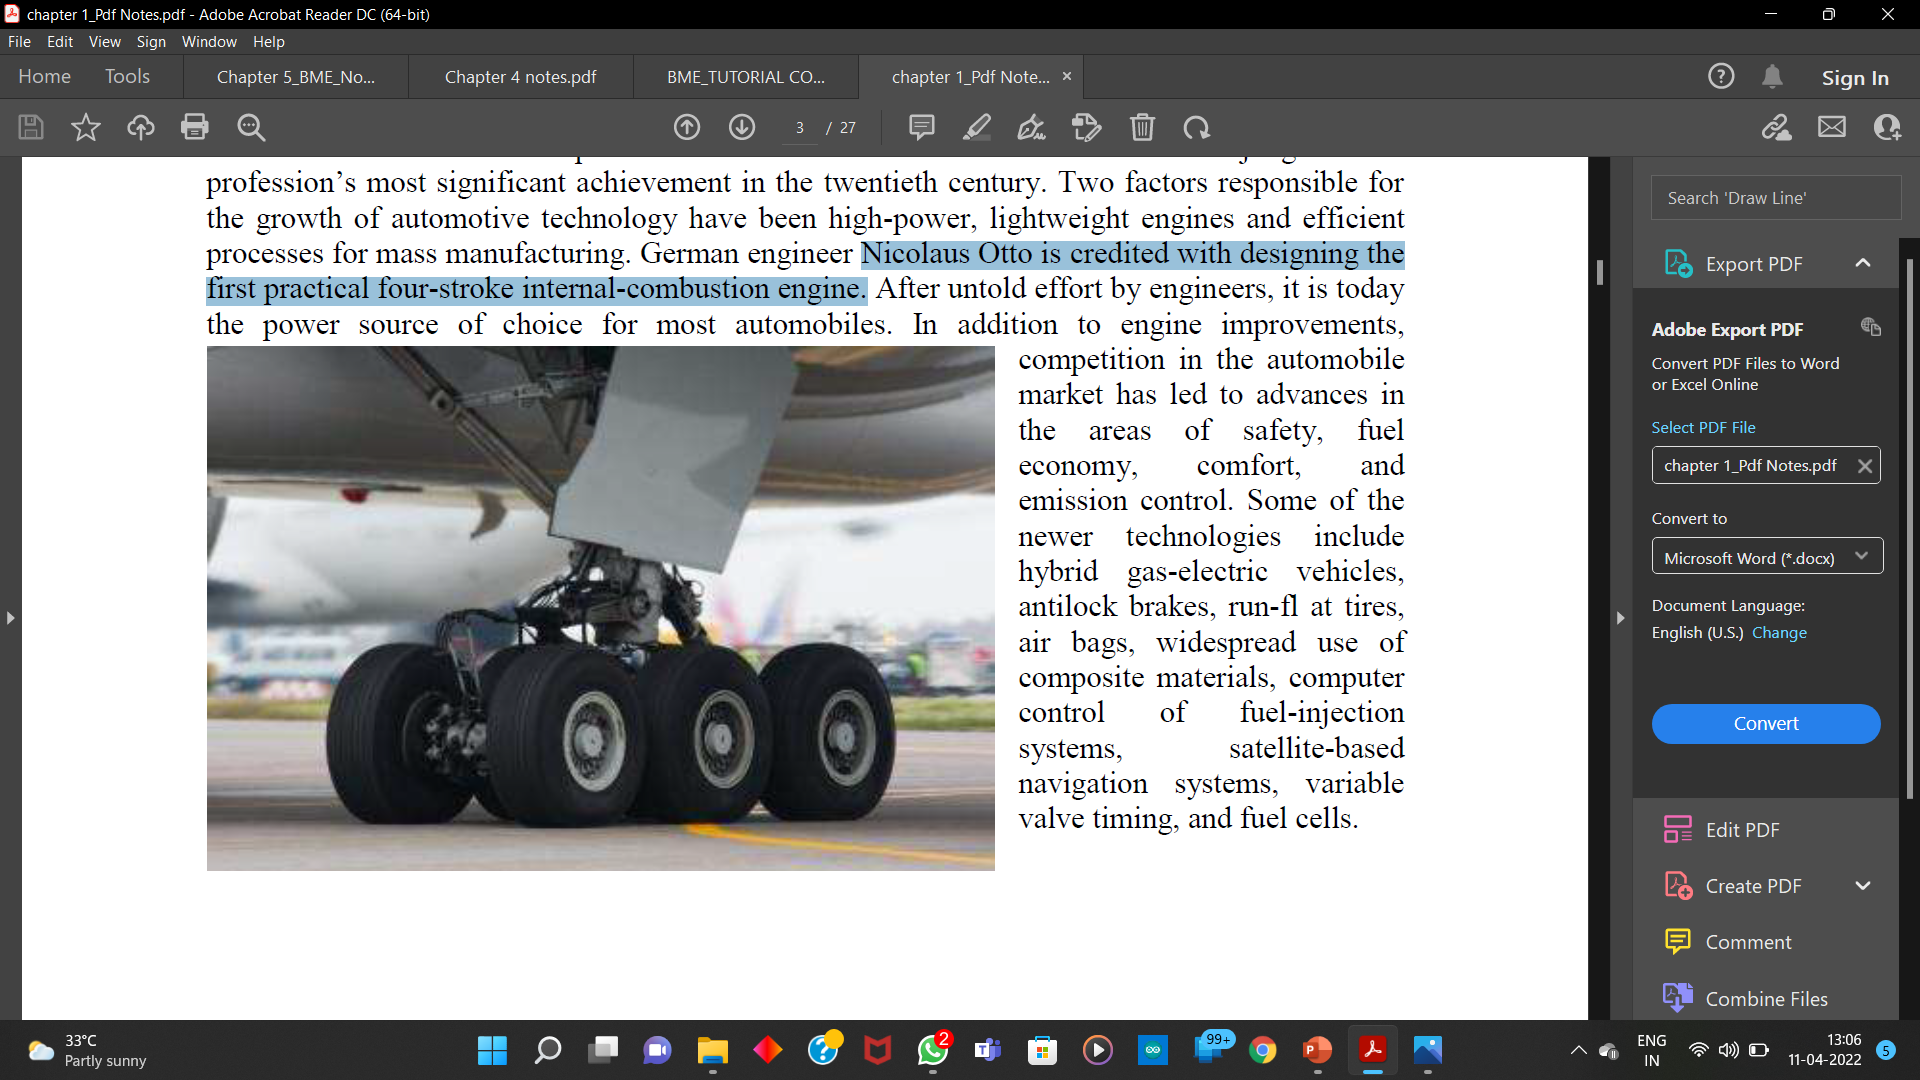 chapter 1_Pdf Notes.pdf - Adobe Acrobat Reader DC (64-bit)
File Edit View Sign Window Help
Home Tools Chapter 5_BME_No... Chapter 4 notes.pdf BME_TUTORIAL CO... chapter 1_Pdf Note... × Sign In
3 / 27
profession’s most significant achievement in the twentieth century. Two factors responsible for
the growth of automotive technology have been high-power, lightweight engines and efficient
processes for mass manufacturing. German engineer Nicolaus Otto is credited with designing the
first practical four-stroke internal-combustion engine. After untold effort by engineers, it is today
the power source of choice for most automobiles. In addition to engine improvements,
competition in the automobile
market has led to advances in
the areas of safety, fuel
economy, comfort, and
emission control. Some of the
newer technologies include
hybrid gas-electric vehicles,
antilock brakes, run-fl at tires,
air bags, widespread use of
composite materials, computer
control of fuel-injection
systems, satellite-based
navigation systems, variable
valve timing, and fuel cells.
Search 'Draw Line'
Export PDF
Adobe Export PDF
Convert PDF Files to Word
or Excel Online
Select PDF File
chapter 1_Pdf Notes.pdf
Convert to
Microsoft Word (*.docx)
Document Language:
English (U.S.) Change
Convert
Edit PDF
Create PDF
Comment
Combine Files
33°C
Partly sunny
2
99+
ENG
IN
13:06
11-04-2022
5